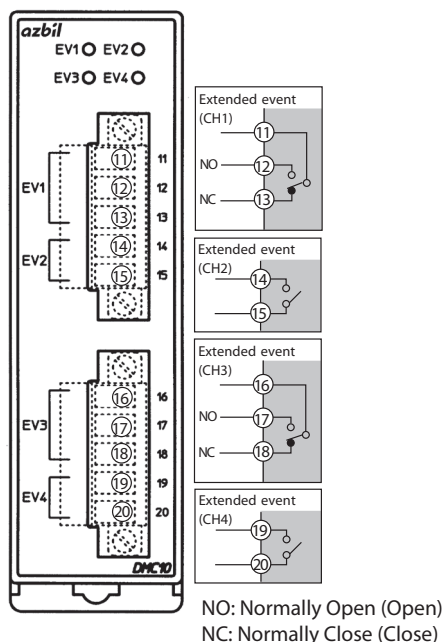 azbil
EV1 EV2
EV3 EV4
EV1
11 11
12 12
13 13
EV2
14 14
15 15
EV3
16 16
17 17
18 18
EV4
19 19
20 20
DMC10
Extended event
(CH1)
11
NO 12
NC 13
Extended event
(CH2)
14
15
Extended event
(CH3)
16
NO 17
NC 18
Extended event
(CH4)
19
20
NO: Normally Open (Open)
NC: Normally Close (Close)